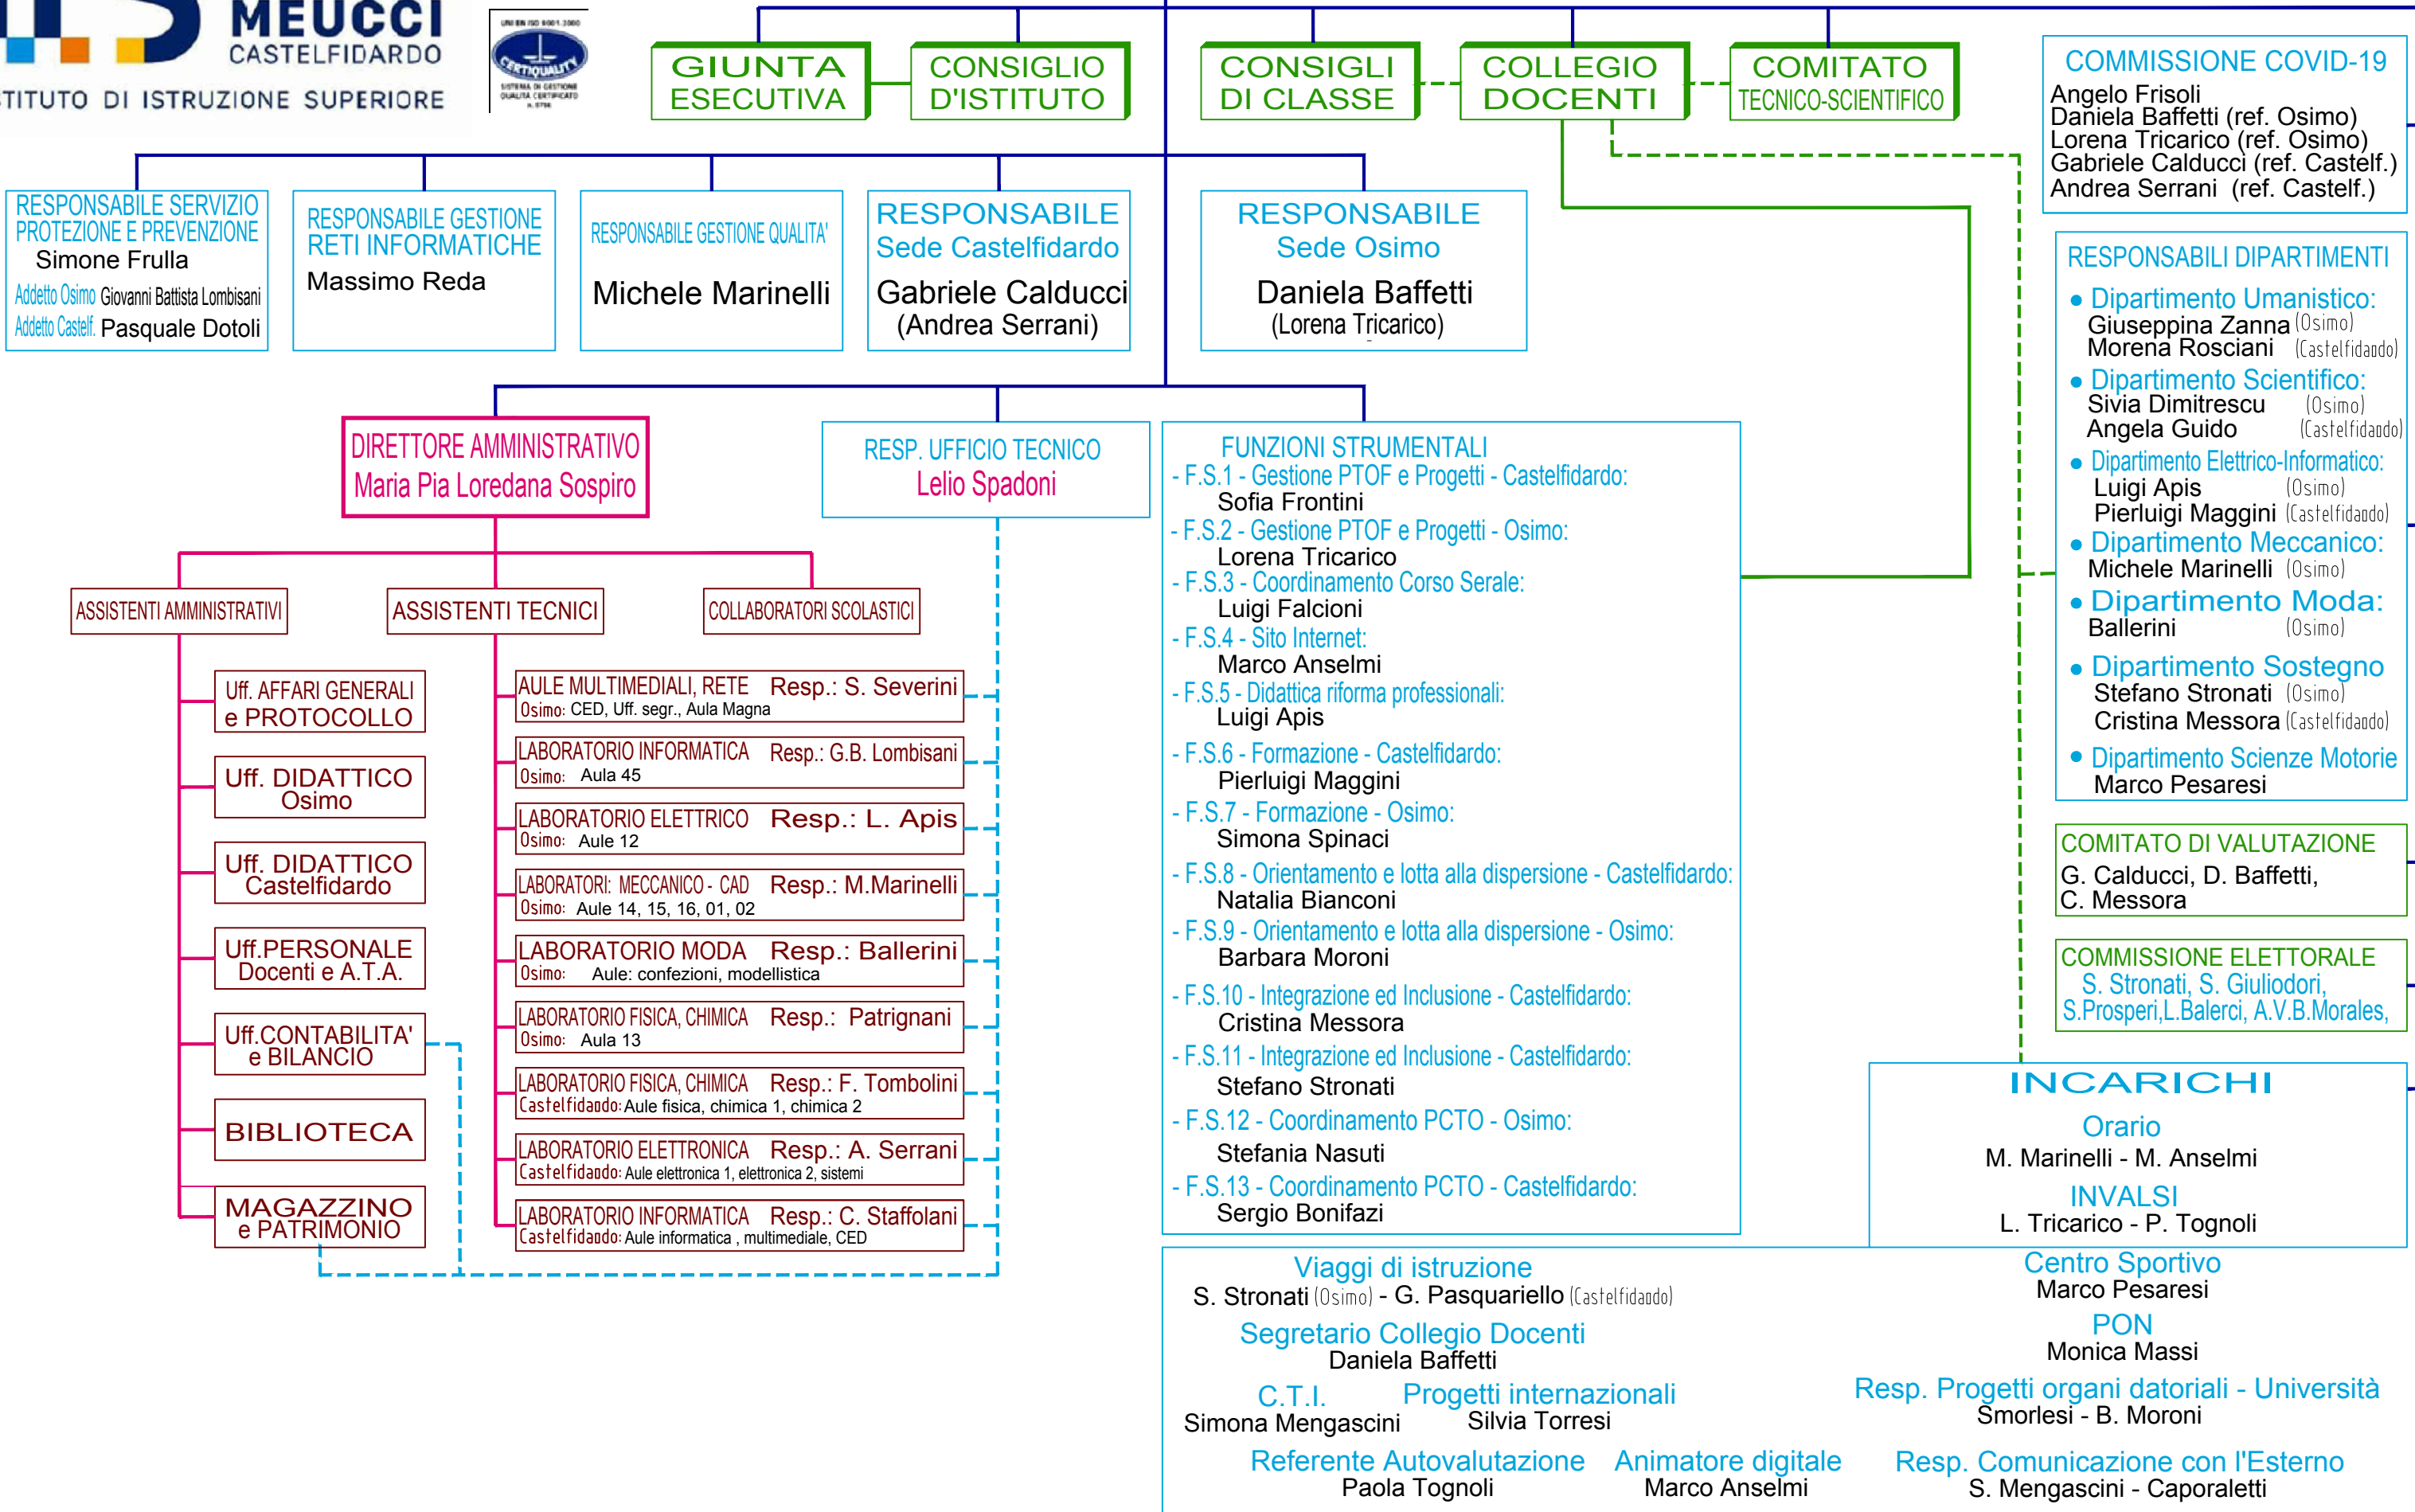 MEUCCI
CASTELFIDARDO
TITUTO DI ISTRUZIONE SUPERIORE
UNI EN ISO 9001:2000
CERTIQUALITY
SISTEMA DI GESTIONE
QUALITÀ CERTIFICATO
GIUNTA
ESECUTIVA
CONSIGLIO
D'ISTITUTO
CONSIGLI
DI CLASSE
COLLEGIO
DOCENTI
COMITATO
TECNICO-SCIENTIFICO
COMMISSIONE COVID-19
Angelo Frisoli
Daniela Baffetti (ref. Osimo)
Lorena Tricarico (ref. Osimo)
Gabriele Calducci (ref. Castelf.)
Andrea Serrani (ref. Castelf.)
RESPONSABILE SERVIZIO
PROTEZIONE E PREVENZIONE
Simone Frulla
Addetto Osimo Giovanni Battista Lombisani
Addetto Castelf. Pasquale Dotoli
RESPONSABILE GESTIONE
RETI INFORMATICHE
Massimo Reda
RESPONSABILE GESTIONE QUALITA'
Michele Marinelli
RESPONSABILE
Sede Castelfidardo
Gabriele Calducci
(Andrea Serrani)
RESPONSABILE
Sede Osimo
Daniela Baffetti
(Lorena Tricarico)
RESPONSABILI DIPARTIMENTI
● Dipartimento Umanistico:
Giuseppina Zanna (Osimo)
Morena Rosciani (Castelfidando)
● Dipartimento Scientifico:
Sivia Dimitrescu (Osimo)
Angela Guido (Castelfidando)
● Dipartimento Elettrico-Informatico:
Luigi Apis (Osimo)
Pierluigi Maggini (Castelfidando)
● Dipartimento Meccanico:
Michele Marinelli (Osimo)
● Dipartimento Moda:
Ballerini (Osimo)
● Dipartimento Sostegno
Stefano Stronati (Osimo)
Cristina Messora (Castelfidando)
● Dipartimento Scienze Motorie
Marco Pesaresi
DIRETTORE AMMINISTRATIVO
Maria Pia Loredana Sospiro
RESP. UFFICIO TECNICO
Lelio Spadoni
ASSISTENTI AMMINISTRATIVI
ASSISTENTI TECNICI
COLLABORATORI SCOLASTICI
Uff. AFFARI GENERALI
e PROTOCOLLO
Uff. DIDATTICO
Osimo
Uff. DIDATTICO
Castelfidardo
Uff.PERSONALE
Docenti e A.T.A.
Uff.CONTABILITA'
e BILANCIO
BIBLIOTECA
MAGAZZINO
e PATRIMONIO
AULE MULTIMEDIALI, RETE Resp.: S. Severini
Osimo: CED, Uff. segr., Aula Magna
LABORATORIO INFORMATICA Resp.: G.B. Lombisani
Osimo: Aula 45
LABORATORIO ELETTRICO Resp.: L. Apis
Osimo: Aule 12
LABORATORI: MECCANICO - CAD Resp.: M.Marinelli
Osimo: Aule 14, 15, 16, 01, 02
LABORATORIO MODA Resp.: Ballerini
Osimo: Aule: confezioni, modellistica
LABORATORIO FISICA, CHIMICA Resp.: Patrignani
Osimo: Aula 13
LABORATORIO FISICA, CHIMICA Resp.: F. Tombolini
Castelfidando: Aule fisica, chimica 1, chimica 2
LABORATORIO ELETTRONICA Resp.: A. Serrani
Castelfidando: Aule elettronica 1, elettronica 2, sistemi
LABORATORIO INFORMATICA Resp.: C. Staffolani
Castelfidando: Aule informatica , multimediale, CED
FUNZIONI STRUMENTALI
- F.S.1 - Gestione PTOF e Progetti - Castelfidardo:
Sofia Frontini
- F.S.2 - Gestione PTOF e Progetti - Osimo:
Lorena Tricarico
- F.S.3 - Coordinamento Corso Serale:
Luigi Falcioni
- F.S.4 - Sito Internet:
Marco Anselmi
- F.S.5 - Didattica riforma professionali:
Luigi Apis
- F.S.6 - Formazione - Castelfidardo:
Pierluigi Maggini
- F.S.7 - Formazione - Osimo:
Simona Spinaci
- F.S.8 - Orientamento e lotta alla dispersione - Castelfidardo:
Natalia Bianconi
- F.S.9 - Orientamento e lotta alla dispersione - Osimo:
Barbara Moroni
- F.S.10 - Integrazione ed Inclusione - Castelfidardo:
Cristina Messora
- F.S.11 - Integrazione ed Inclusione - Castelfidardo:
Stefano Stronati
- F.S.12 - Coordinamento PCTO - Osimo:
Stefania Nasuti
- F.S.13 - Coordinamento PCTO - Castelfidardo:
Sergio Bonifazi
COMITATO DI VALUTAZIONE
G. Calducci, D. Baffetti,
C. Messora
COMMISSIONE ELETTORALE
S. Stronati, S. Giuliodori,
S.Prosperi,L.Balerci, A.V.B.Morales,
INCARICHI
Orario
M. Marinelli - M. Anselmi
INVALSI
L. Tricarico - P. Tognoli
Viaggi di istruzione
S. Stronati (Osimo) - G. Pasquariello (Castelfidando)
Centro Sportivo
Marco Pesaresi
Segretario Collegio Docenti
Daniela Baffetti
PON
Monica Massi
C.T.I.
Simona Mengascini
Progetti internazionali
Silvia Torresi
Resp. Progetti organi datoriali - Università
Smorlesi - B. Moroni
Referente Autovalutazione
Paola Tognoli
Animatore digitale
Marco Anselmi
Resp. Comunicazione con l'Esterno
S. Mengascini - Caporaletti